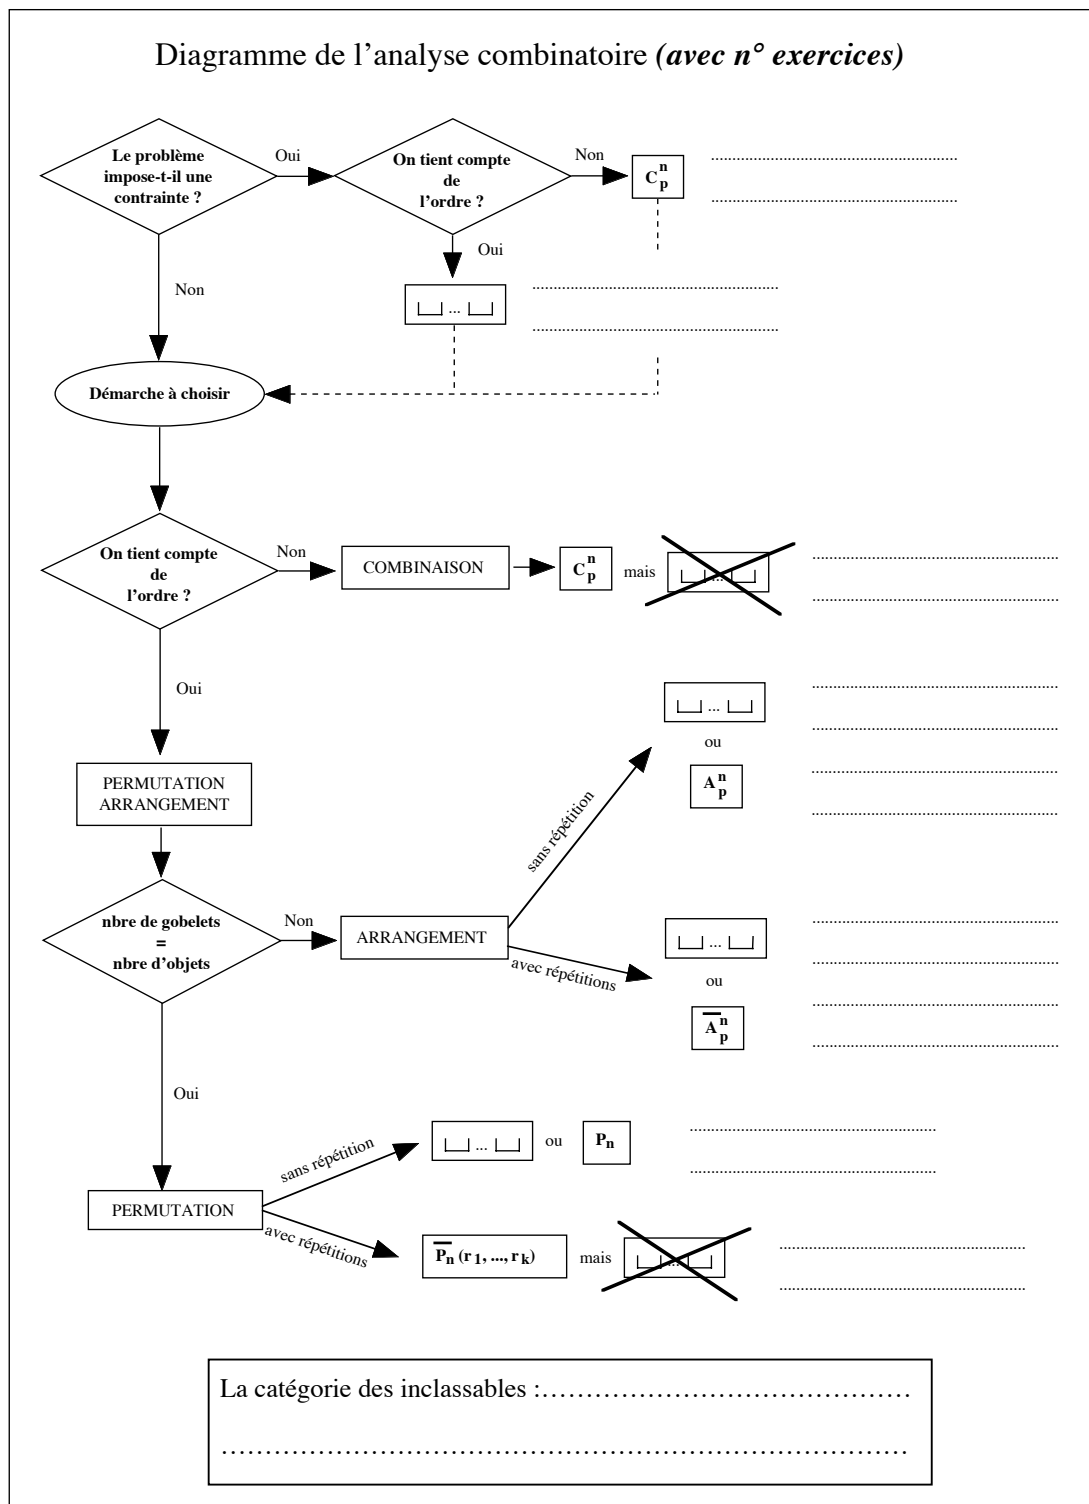 Diagramme de l’analyse combinatoire (avec n° exercices)
Le problème
impose-t-il une
contrainte ?
Oui
On tient compte
de
l’ordre ?
Non
C n p
................................................
................................................
Non
Oui
...
................................................
................................................
Démarche à choisir
On tient compte
de
l’ordre ?
Non
COMBINAISON
C n p
mais
...
................................................
................................................
Oui
PERMUTATION
ARRANGEMENT
sans répétition
...
ou
A n p
................................................
................................................
................................................
................................................
nbre de gobelets
=
nbre d’objets
Non
ARRANGEMENT
avec répétitions
...
ou
A̅ n p
................................................
................................................
................................................
................................................
Oui
PERMUTATION
sans répétition
...
ou
Pn
................................................
................................................
avec répétitions
P̅n (r1, ..., rk)
mais
...
................................................
................................................
La catégorie des inclassables :..........................................
..............................................................................